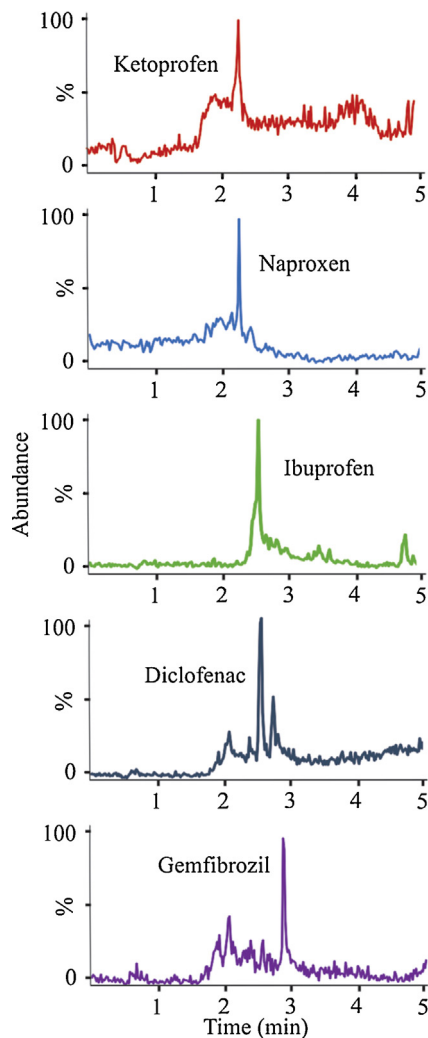 100
Ketoprofen
%
0
1 2 3 4 5
100
Naproxen
%
0
1 2 3 4 5
100
Ibuprofen
%
Abundance
0
1 2 3 4 5
100
Diclofenac
%
0
1 2 3 4 5
100
Gemfibrozil
%
0
1 2 3 4 5
Time (min)